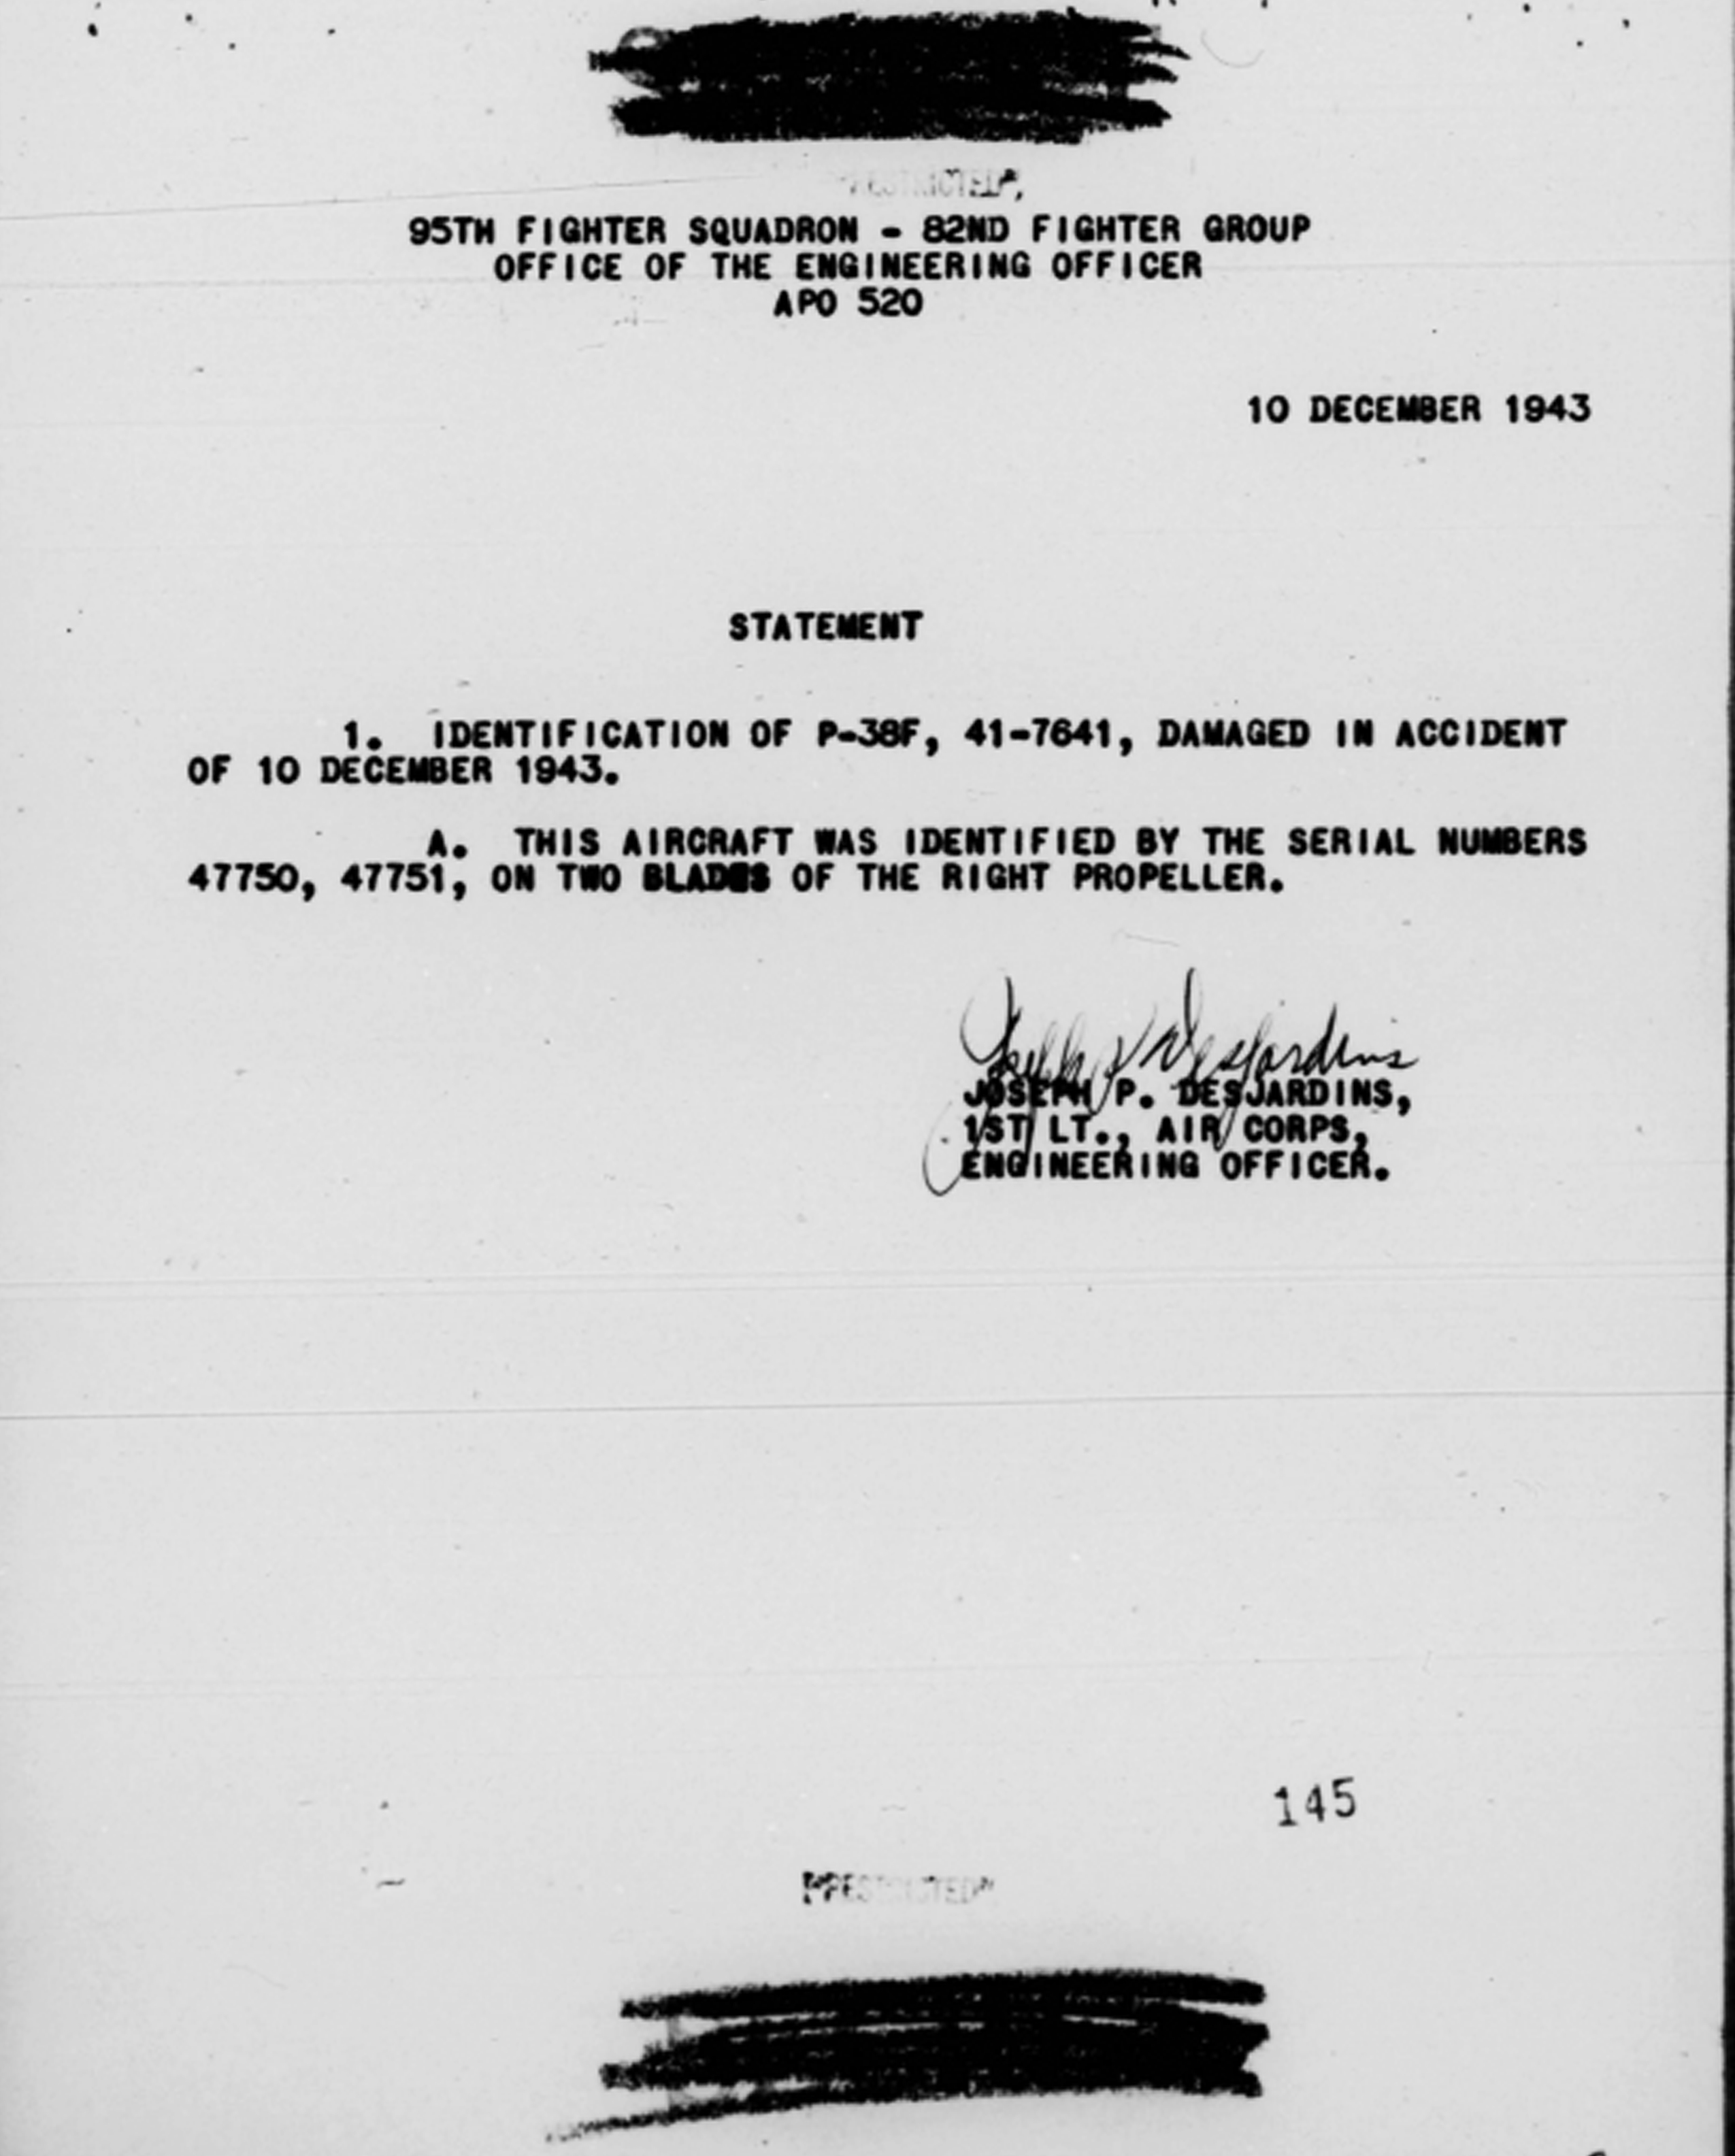 "RESTRICTED"
95TH FIGHTER SQUADRON - 82ND FIGHTER GROUP
OFFICE OF THE ENGINEERING OFFICER
APO 520
10 DECEMBER 1943
STATEMENT
1. IDENTIFICATION OF P-38F, 41-7641, DAMAGED IN ACCIDENT
OF 10 DECEMBER 1943.
A. THIS AIRCRAFT WAS IDENTIFIED BY THE SERIAL NUMBERS
47750, 47751, ON TWO BLADES OF THE RIGHT PROPELLER.
Joseph P Desjardins
JOSEPH P. DESJARDINS,
1ST LT., AIR CORPS,
ENGINEERING OFFICER.
145
"RESTRICTED"